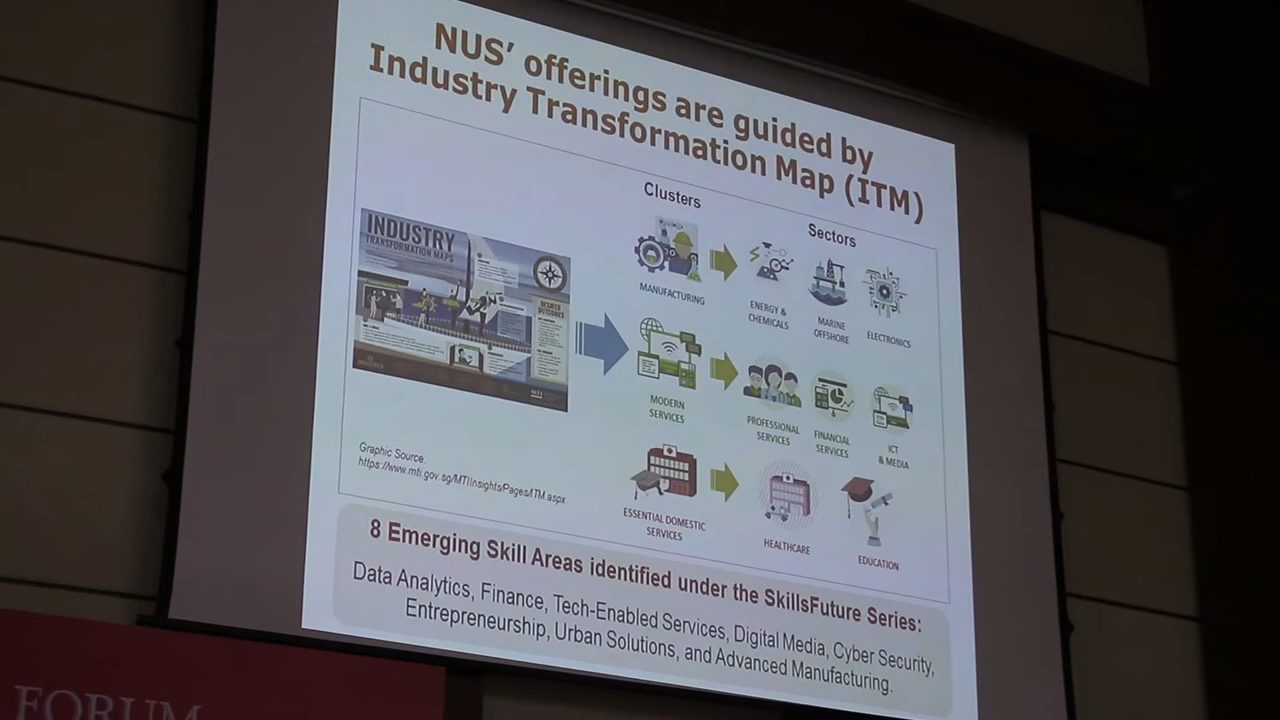 NUS’ offerings are guided by
Industry Transformation Map (ITM)
Clusters
Sectors
INDUSTRY
TRANSFORMATION MAPS
DESIRED
OUTCOMES
MTI
MANUFACTURING
ENERGY &
CHEMICALS
MARINE
OFFSHORE
ELECTRONICS
MODERN
SERVICES
PROFESSIONAL
SERVICES
FINANCIAL
SERVICES
ICT
& MEDIA
Graphic Source:
https://www.mti.gov.sg/MTIInsights/Pages/ITM.aspx
ESSENTIAL DOMESTIC
SERVICES
HEALTHCARE
EDUCATION
8 Emerging Skill Areas identified under the SkillsFuture Series:
Data Analytics, Finance, Tech-Enabled Services, Digital Media, Cyber Security,
Entrepreneurship, Urban Solutions, and Advanced Manufacturing.
FORUM